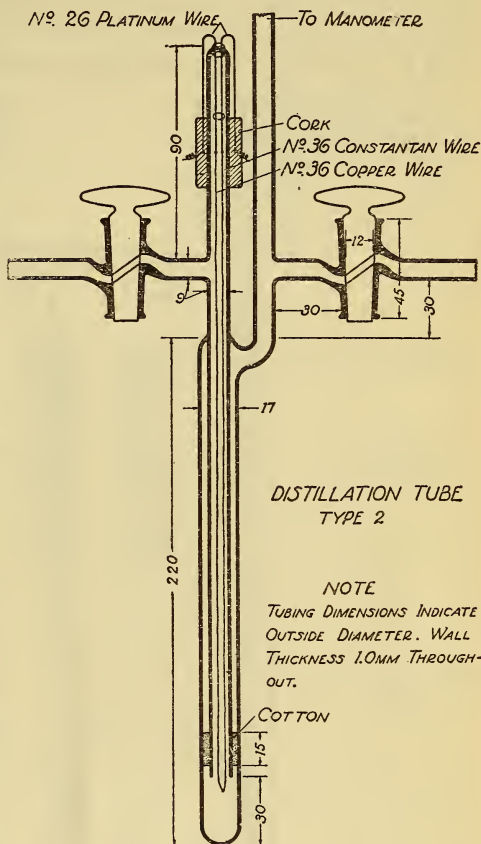 Nº. 26 PLATINUM WIRE
TO MANOMETER
CORK
Nº.36 CONSTANTAN WIRE
Nº.36 COPPER WIRE
90
12
45
9
30
30
17
DISTILLATION TUBE
TYPE 2
220
NOTE
TUBING DIMENSIONS INDICATE
OUTSIDE DIAMETER. WALL
THICKNESS 1.0MM THROUGH-
OUT.
COTTON
15
30